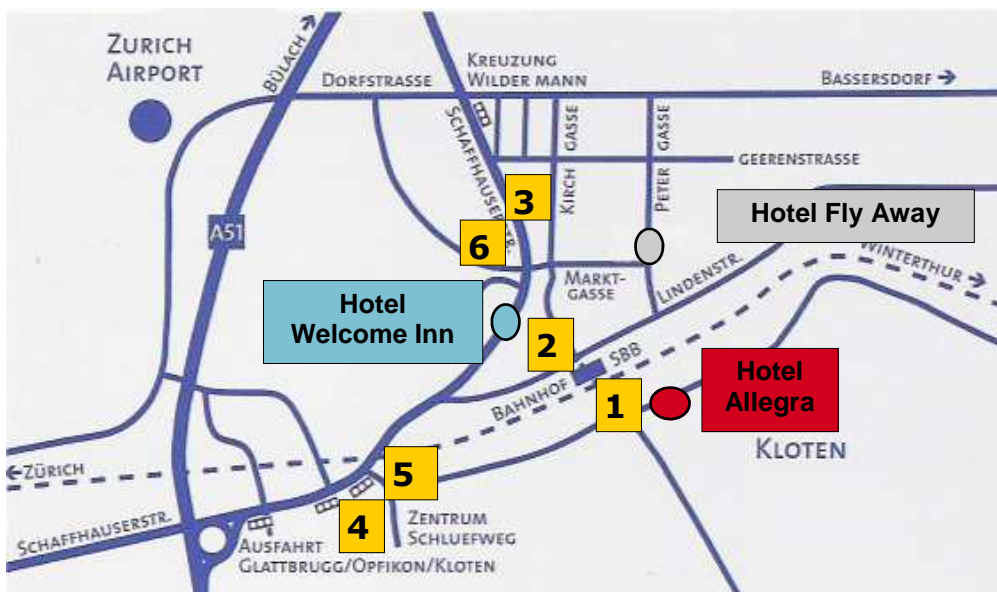 ZURICH
AIRPORT
BÜLACH →
DORFSTRASSE
KREUZUNG
WILDER MANN
BASSERSDORF →
SCHAFFHAUSERSTR.
KIRCH GASSE
PETER GASSE
GEERENSTRASSE
3
6
A51
Hotel Fly Away
MARKT-
GASSE
LINDENSTR.
WINTERTHUR →
Hotel
Welcome Inn
2
BAHNHOF SBB
1
Hotel
Allegra
KLOTEN
←ZÜRICH
5
4
SCHAFFHAUSERSTR.
ZENTRUM
SCHLUEFWEG
AUSFAHRT
GLATTBRUGG/OPFIKON/KLOTEN